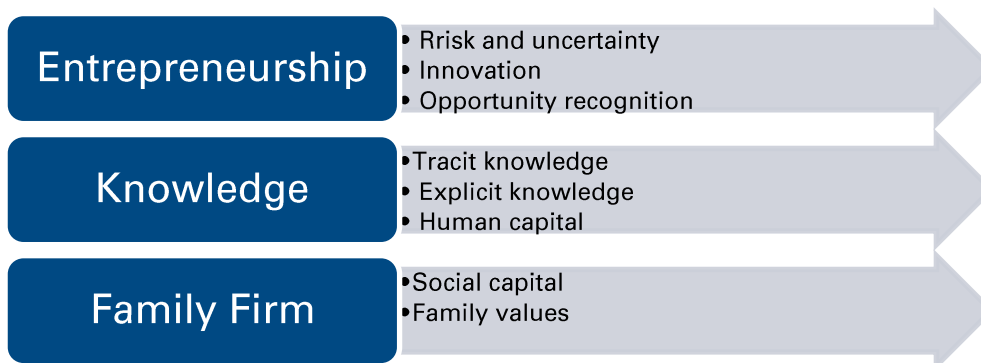 Entrepreneurship
• Rrisk and uncertainty
• Innovation
• Opportunity recognition
Knowledge
•Tracit knowledge
• Explicit knowledge
• Human capital
Family Firm
•Social capital
•Family values